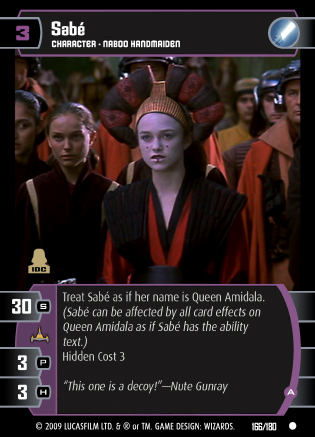 3
Sabé
CHARACTER - NABOO HANDMAIDEN
IDC
30 S
Treat Sabé as if her name is Queen Amidala.
(Sabé can be affected by all card effects on
Queen Amidala as if Sabé has the ability
text.)
3 P
Hidden Cost 3
3 H
"This one is a decoy!"—Nute Gunray
A
© 2009 LUCASFILM LTD. & ® or TM. GAME DESIGN: WIZARDS.
166/180